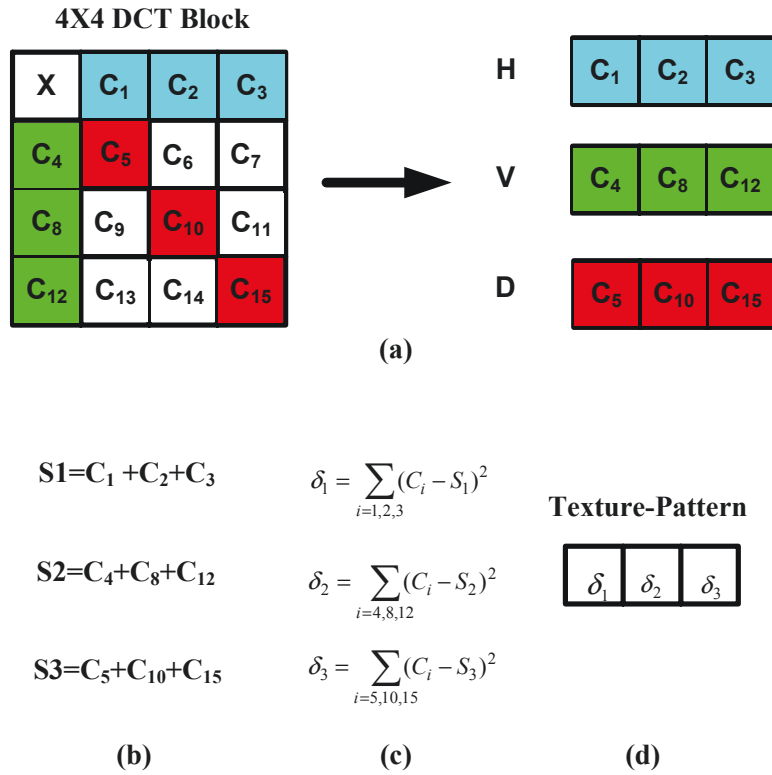 4X4 DCT Block
X C₁ C₂ C₃
C₄ C₅ C₆ C₇
C₈ C₉ C₁₀ C₁₁
C₁₂ C₁₃ C₁₄ C₁₅
H C₁ C₂ C₃
V C₄ C₈ C₁₂
D C₅ C₁₀ C₁₅
(a)
S1=C₁ +C₂+C₃
S2=C₄+C₈+C₁₂
S3=C₅+C₁₀+C₁₅
(b)
δ₁ = ∑(Cᵢ − S₁)²
i=1,2,3
δ₂ = ∑(Cᵢ − S₂)²
i=4,8,12
δ₃ = ∑(Cᵢ − S₃)²
i=5,10,15
(c)
Texture-Pattern
δ₁ δ₂ δ₃
(d)